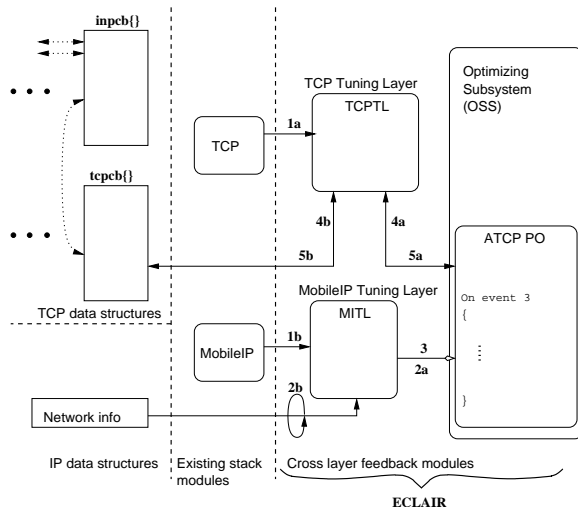 inpcb{}
TCP Tuning Layer
TCPTL
Optimizing
Subsystem
(OSS)
1a
TCP
tcpcb{}
4b
4a
5b
5a
ATCP PO
On event 3
{
}
TCP data structures
MobileIP Tuning Layer
MITL
1b
MobileIP
3
2a
2b
Network info
IP data structures
Existing stack
modules
Cross layer feedback modules
ECLAIR